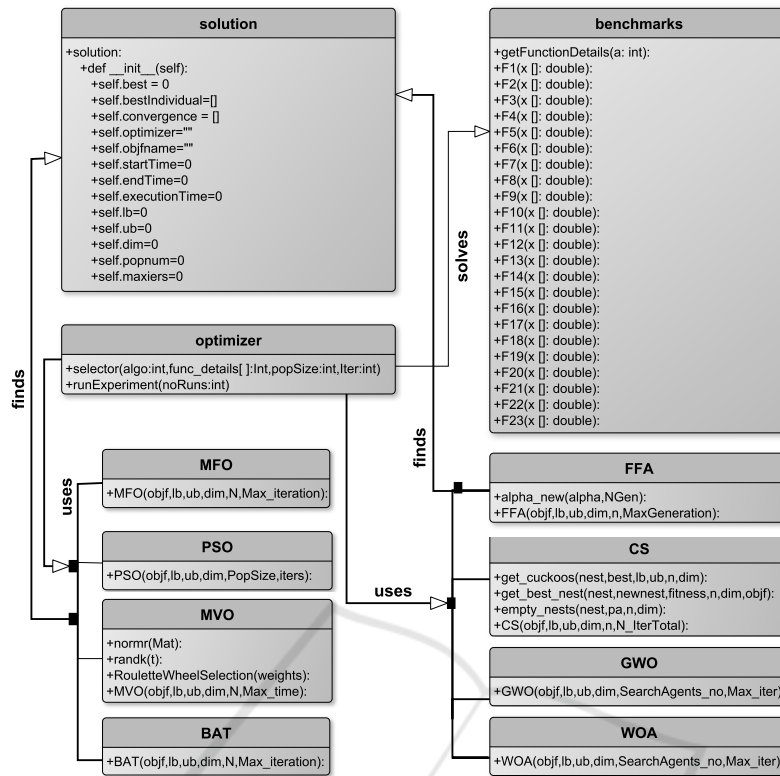 solution
+solution:
+def __init__(self):
+self.best = 0
+self.bestIndividual=[]
+self.convergence = []
+self.optimizer=""
+self.objfname=""
+self.startTime=0
+self.endTime=0
+self.executionTime=0
+self.lb=0
+self.ub=0
+self.dim=0
+self.popnum=0
+self.maxiers=0
benchmarks
+getFunctionDetails(a: int):
+F1(x []: double):
+F2(x []: double):
+F3(x []: double):
+F4(x []: double):
+F5(x []: double):
+F6(x []: double):
+F7(x []: double):
+F8(x []: double):
+F9(x []: double):
+F10(x []: double):
+F11(x []: double):
+F12(x []: double):
+F13(x []: double):
+F14(x []: double):
+F15(x []: double):
+F16(x []: double):
+F17(x []: double):
+F18(x []: double):
+F19(x []: double):
+F20(x []: double):
+F21(x []: double):
+F22(x []: double):
+F23(x []: double):
solves
optimizer
+selector(algo:int,func_details[ ]:Int,popSize:int,Iter:int)
+runExperiment(noRuns:int)
finds
finds
uses
MFO
+MFO(objf,lb,ub,dim,N,Max_iteration):
PSO
+PSO(objf,lb,ub,dim,PopSize,iters):
MVO
+normr(Mat):
+randk(t):
+RouletteWheelSelection(weights):
+MVO(objf,lb,ub,dim,N,Max_time):
BAT
+BAT(objf,lb,ub,dim,N,Max_iteration):
uses
FFA
+alpha_new(alpha,NGen):
+FFA(objf,lb,ub,dim,n,MaxGeneration):
CS
+get_cuckoos(nest,best,lb,ub,n,dim):
+get_best_nest(nest,newnest,fitness,n,dim,objf):
+empty_nests(nest,pa,n,dim):
+CS(objf,lb,ub,dim,n,N_IterTotal):
GWO
+GWO(objf,lb,ub,dim,SearchAgents_no,Max_iter)
WOA
+WOA(objf,lb,ub,dim,SearchAgents_no,Max_iter)